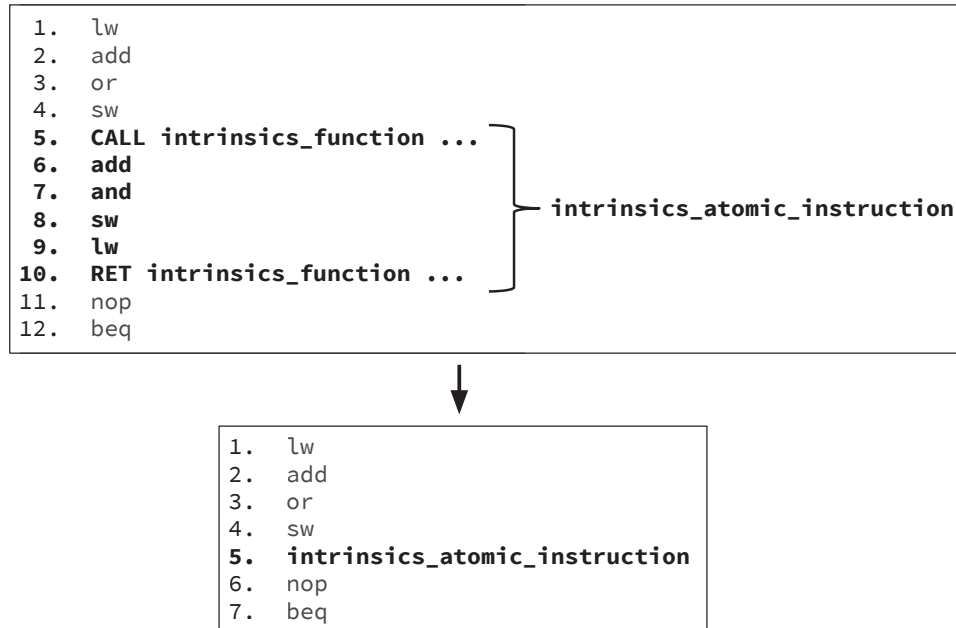 1. lw
2. add
3. or
4. sw
5. CALL intrinsics_function ...
6. add
7. and
intrinsics_atomic_instruction
8. sw
9. lw
10. RET intrinsics_function ...
11. nop
12. beq
1. lw
2. add
3. or
4. sw
5. intrinsics_atomic_instruction
6. nop
7. beq